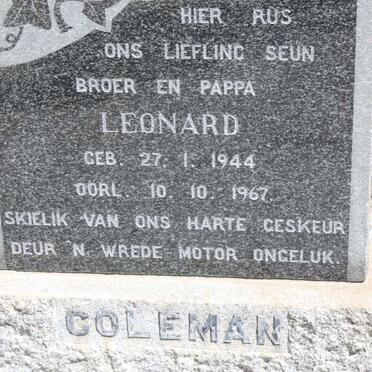 HIER RUS
ONS LIEFLING SEUN
BROER EN PAPPA
LEONARD
GEB. 27. 1. 1944
OORL. 10. 10. 1967.
SKIELIK VAN ONS HARTE GESKEUR
DEUR 'N WREDE MOTOR ONGELUK.
COLEMAN